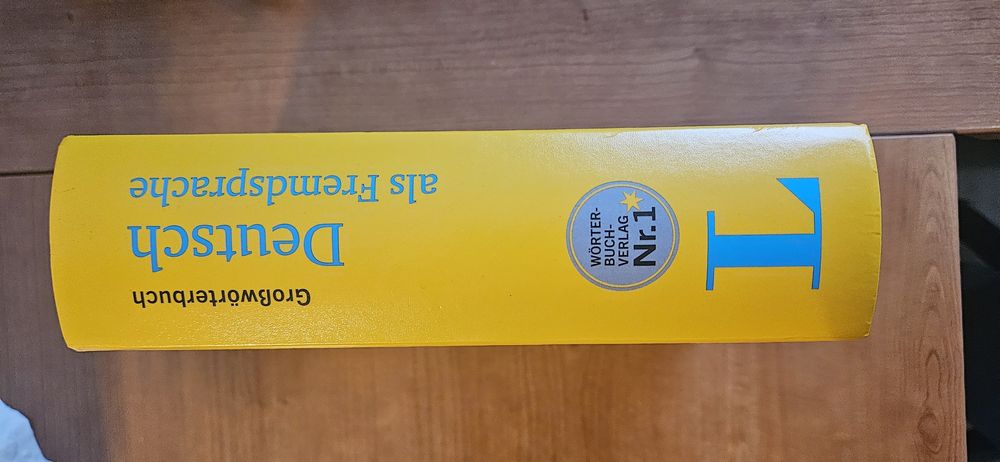 Großwörterbuch
Deutsch
als Fremdsprache
WÖRTER-
BUCH-
VERLAG
Nr.1
L